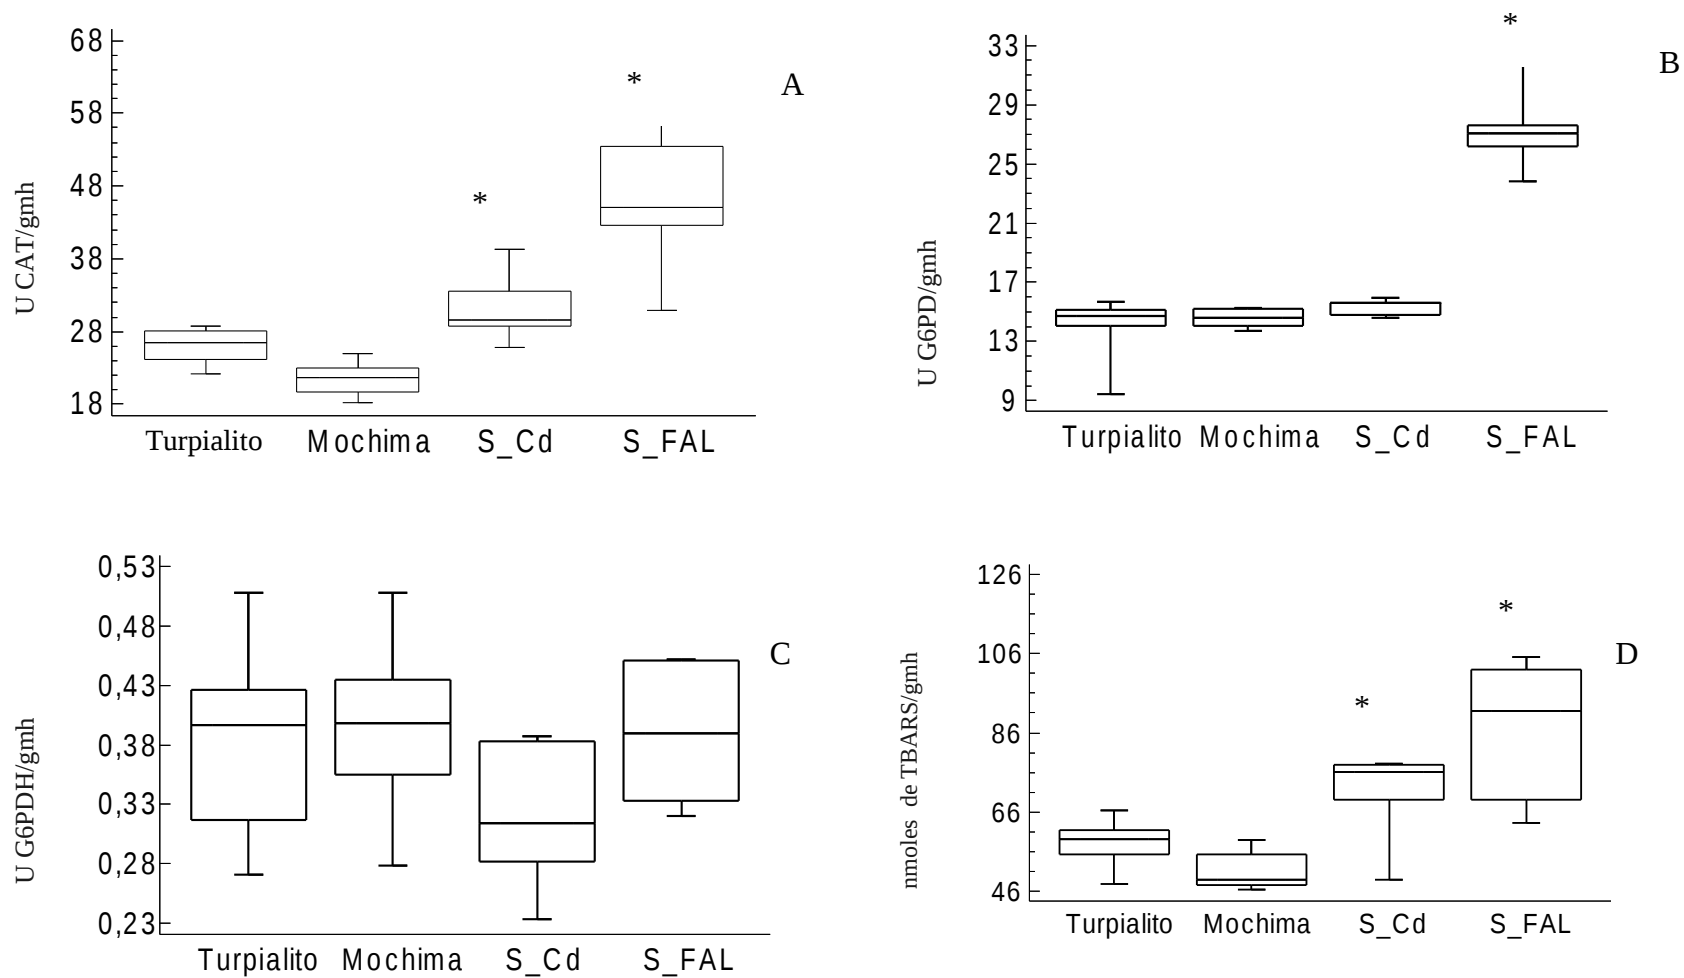 A
U CAT/gmh
68
58
48
38
28
18
*
*
Turpialito Mochima S_Cd S_FAL
B
U G6PD/gmh
33
29
25
21
17
13
9
*
Turpialito Mochima S_Cd S_FAL
C
U G6PDH/gmh
0,53
0,48
0,43
0,38
0,33
0,28
0,23
Turpialito Mochima S_Cd S_FAL
D
nmoles de TBARS/gmh
126
106
86
66
46
*
*
Turpialito Mochima S_Cd S_FAL